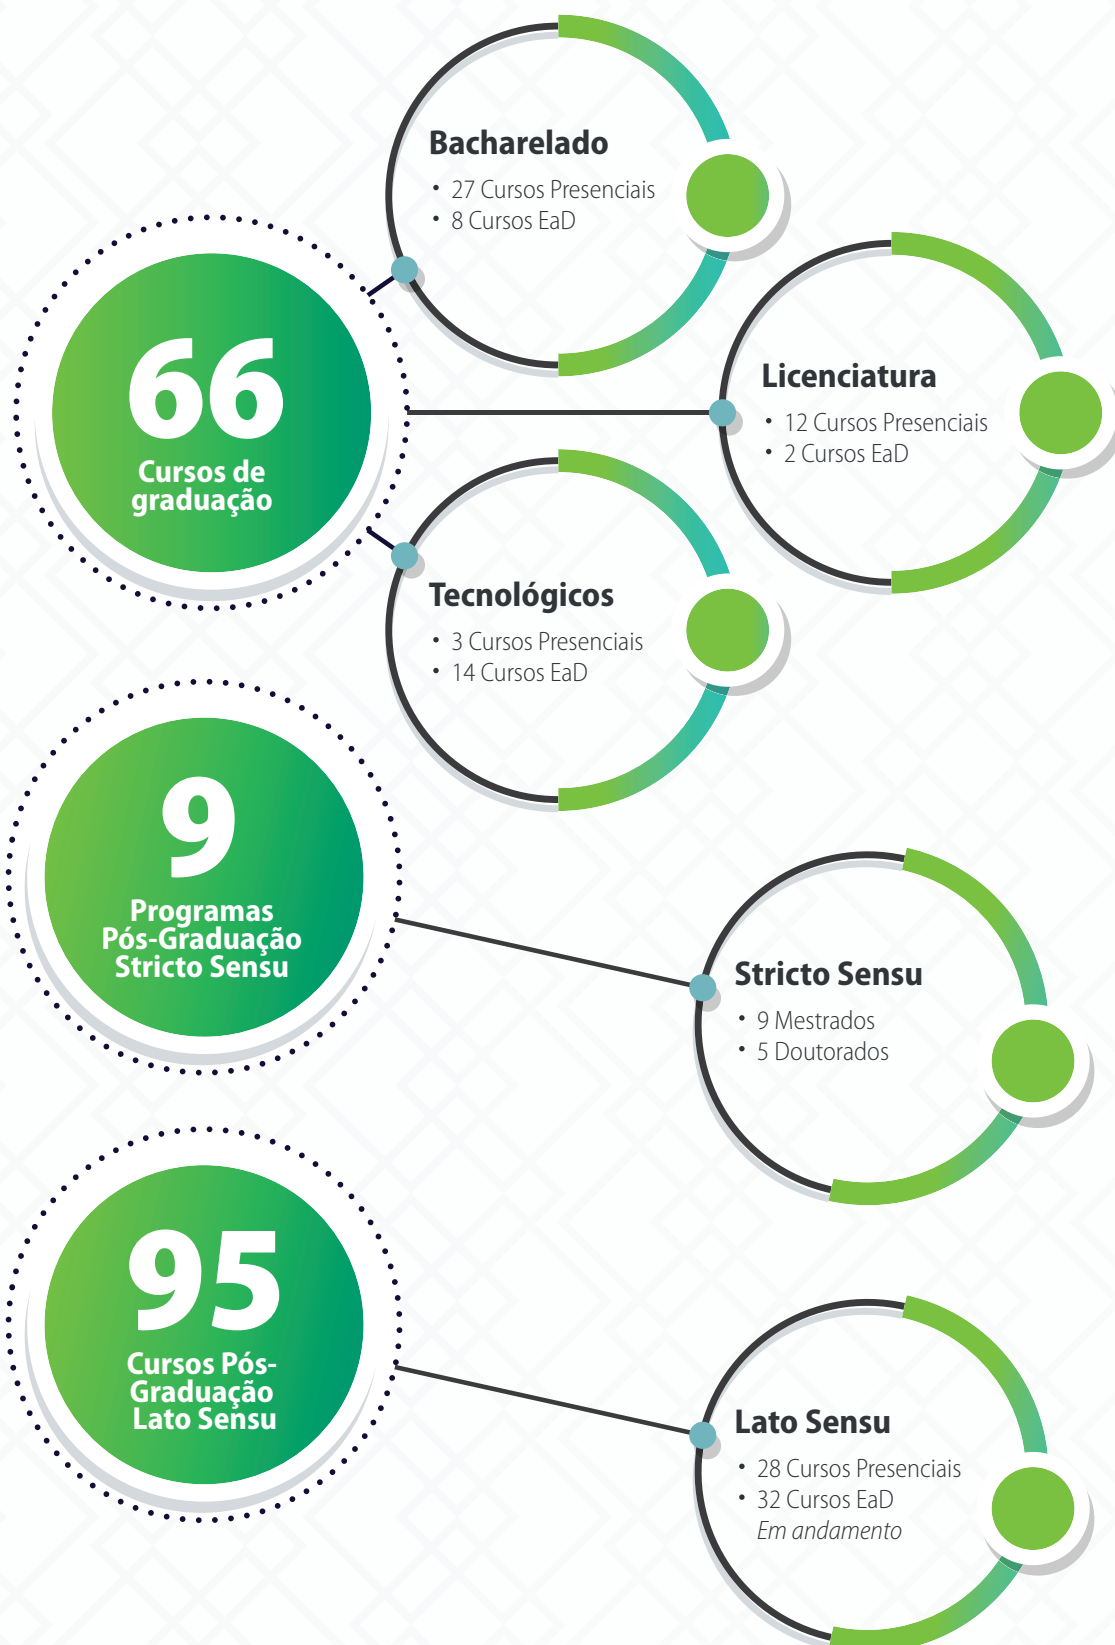 66
Cursos de
graduação
Bacharelado
• 27 Cursos Presenciais
• 8 Cursos EaD
Licenciatura
• 12 Cursos Presenciais
• 2 Cursos EaD
Tecnológicos
• 3 Cursos Presenciais
• 14 Cursos EaD
9
Programas
Pós-Graduação
Stricto Sensu
Stricto Sensu
• 9 Mestrados
• 5 Doutorados
95
Cursos Pós-
Graduação
Lato Sensu
Lato Sensu
• 28 Cursos Presenciais
• 32 Cursos EaD
Em andamento